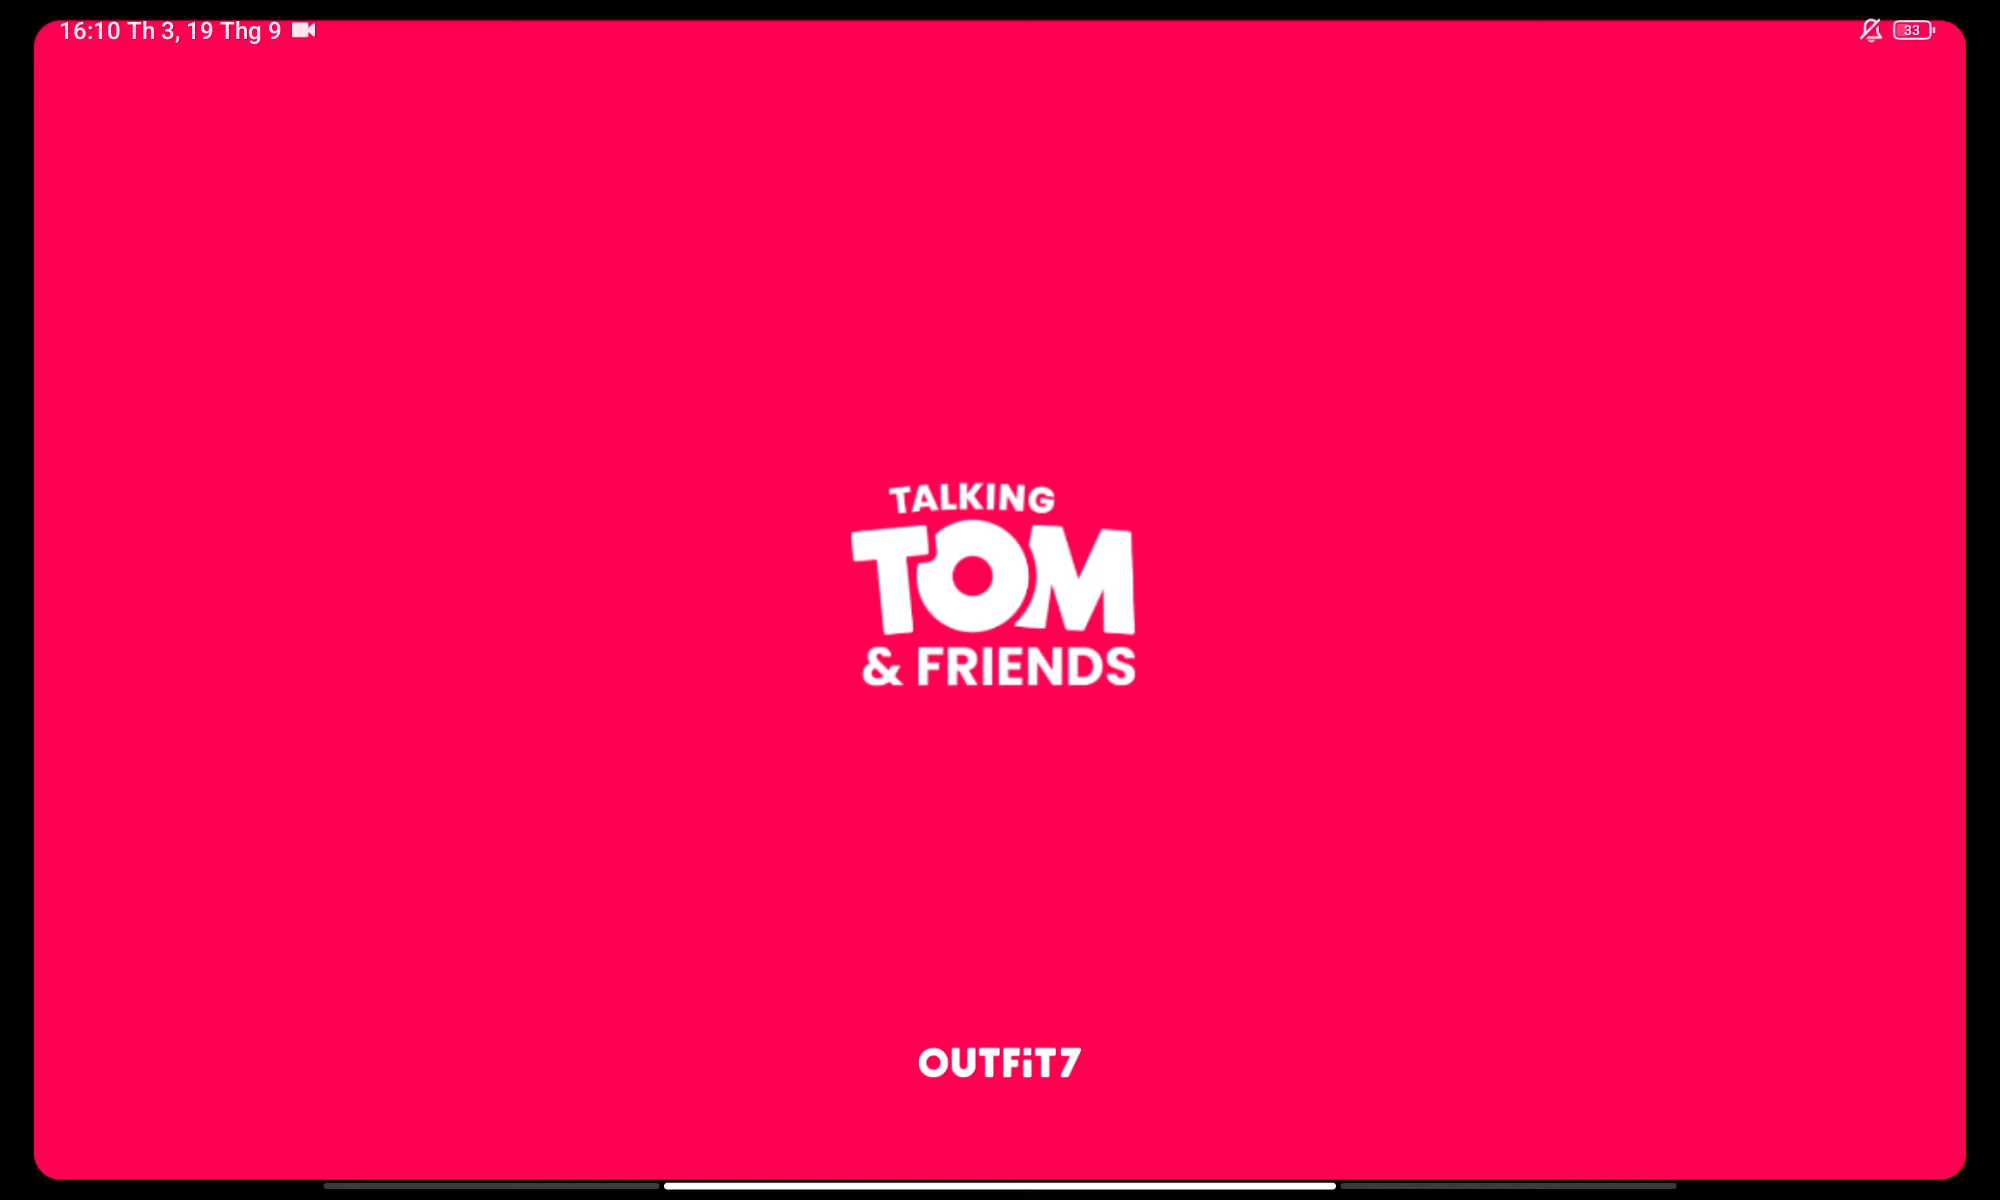 16:10 Th 3, 19 Thg 9
33
TALKING
TOM
& FRIENDS
OUTFiT7